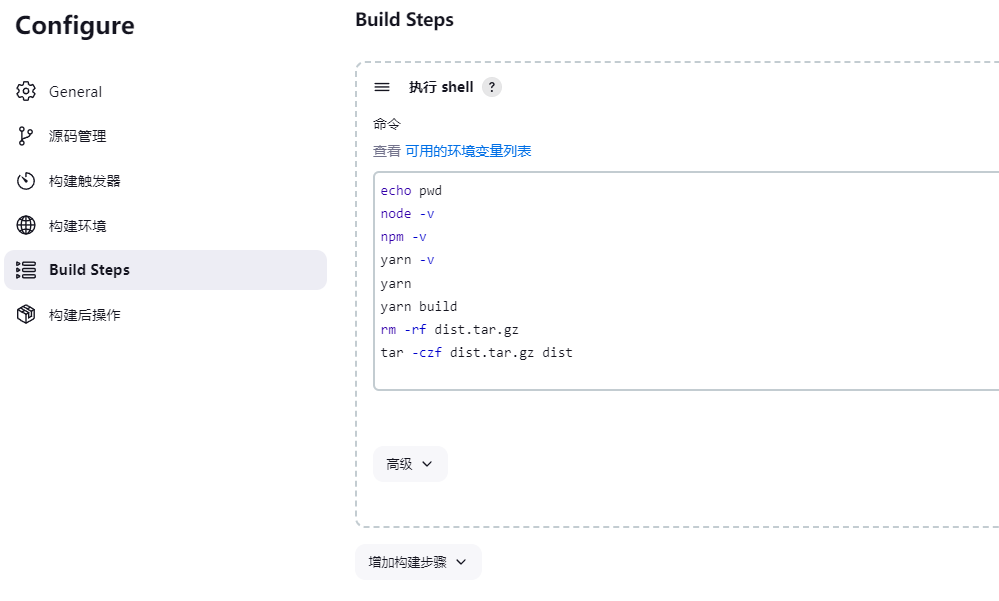 Configure
General
源码管理
构建触发器
构建环境
Build Steps
构建后操作
Build Steps
执行 shell ?
命令
查看 可用的环境变量列表
echo pwd
node -v
npm -v
yarn -v
yarn
yarn build
rm -rf dist.tar.gz
tar -czf dist.tar.gz dist
高级
增加构建步骤